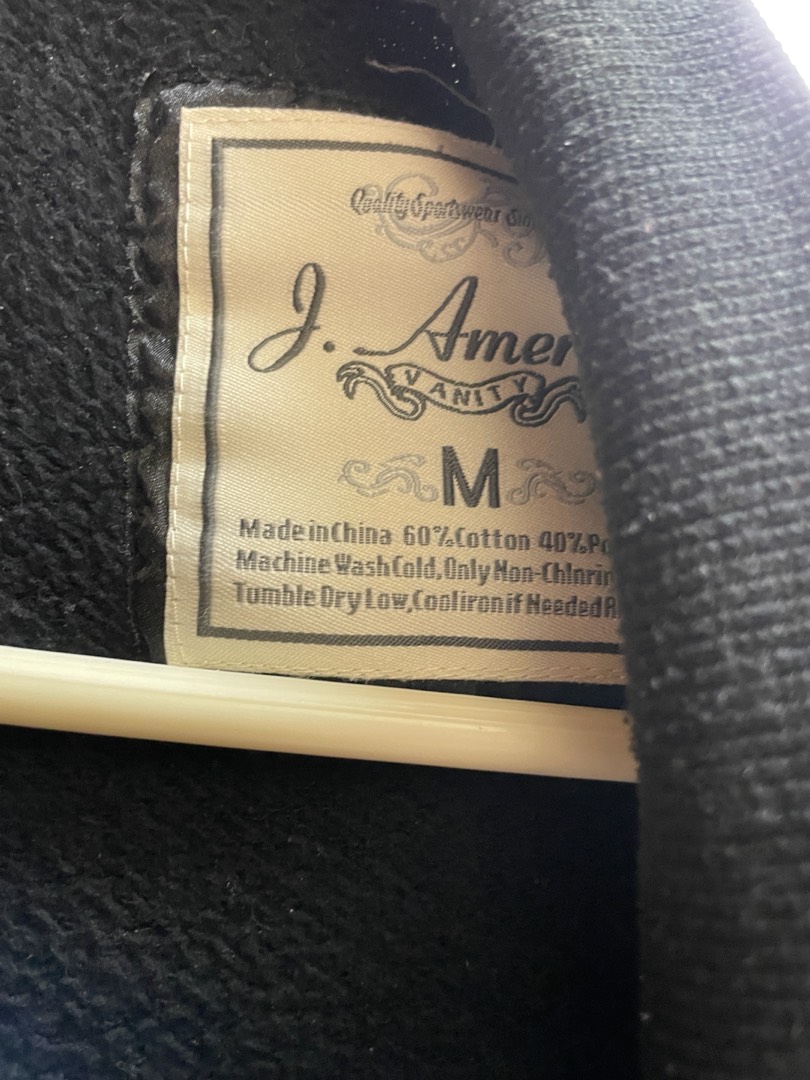 Quality Sportswear
J. Amer
VANITY
M
Made in China 60% Cotton 40% Po
Machine Wash Cold, Only Non-Chlnrin
Tumble Dry Low, Cool iron if Needed